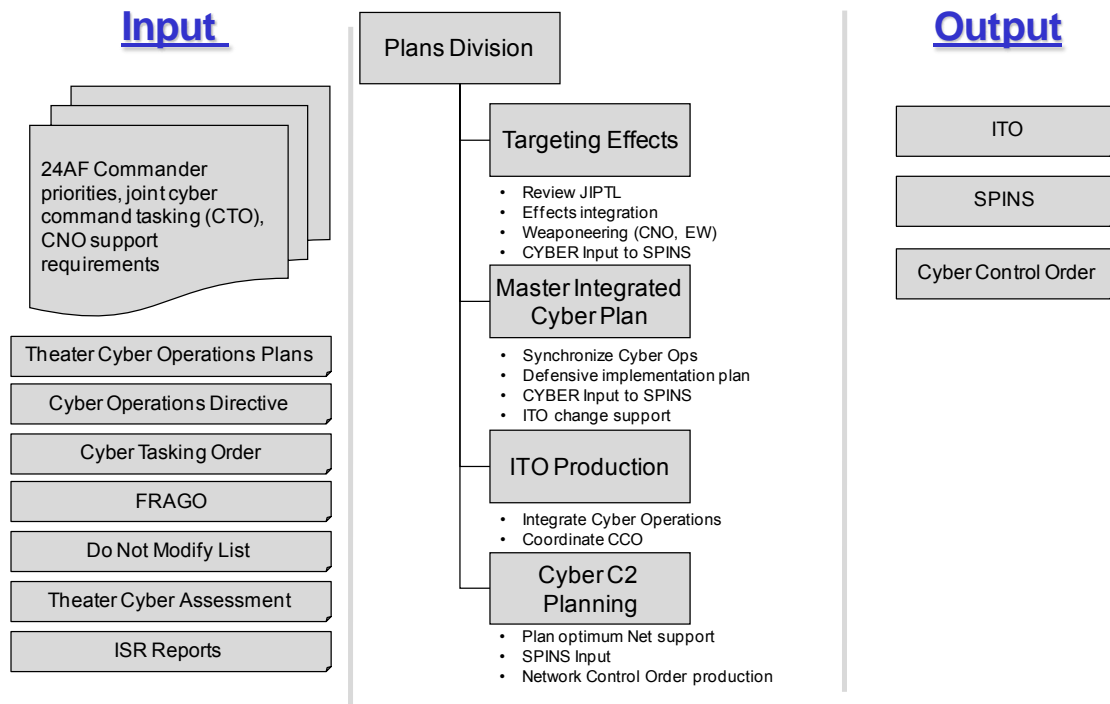 Input
24AF Commander
priorities, joint cyber
command tasking (CTO),
CNO support
requirements
Theater Cyber Operations Plans
Cyber Operations Directive
Cyber Tasking Order
FRAGO
Do Not Modify List
Theater Cyber Assessment
ISR Reports
Plans Division
Targeting Effects
• Review JIPTL
• Effects integration
• Weaponeering (CNO, EW)
• CYBER Input to SPINS
Master Integrated
Cyber Plan
• Synchronize Cyber Ops
• Defensive implementation plan
• CYBER Input to SPINS
• ITO change support
ITO Production
• Integrate Cyber Operations
• Coordinate CCO
Cyber C2
Planning
• Plan optimum Net support
• SPINS Input
• Network Control Order production
Output
ITO
SPINS
Cyber Control Order